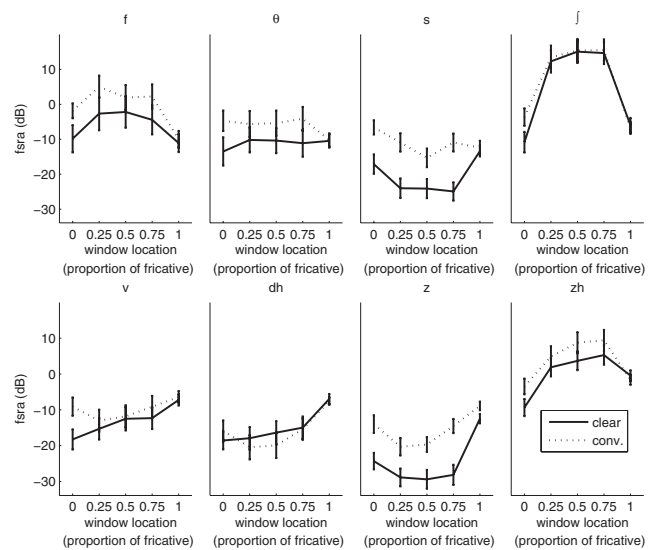 f θ s ʃ
fsra (dB)
10
0
−10
−20
−30
0 0.25 0.5 0.75 1 0 0.25 0.5 0.75 1 0 0.25 0.5 0.75 1 0 0.25 0.5 0.75 1
window location window location window location window location
(proportion of fricative) (proportion of fricative) (proportion of fricative) (proportion of fricative)
v dh z zh
fsra (dB)
10
0
−10
−20
−30
clear
conv.
0 0.25 0.5 0.75 1 0 0.25 0.5 0.75 1 0 0.25 0.5 0.75 1 0 0.25 0.5 0.75 1
window location window location window location window location
(proportion of fricative) (proportion of fricative) (proportion of fricative) (proportion of fricative)